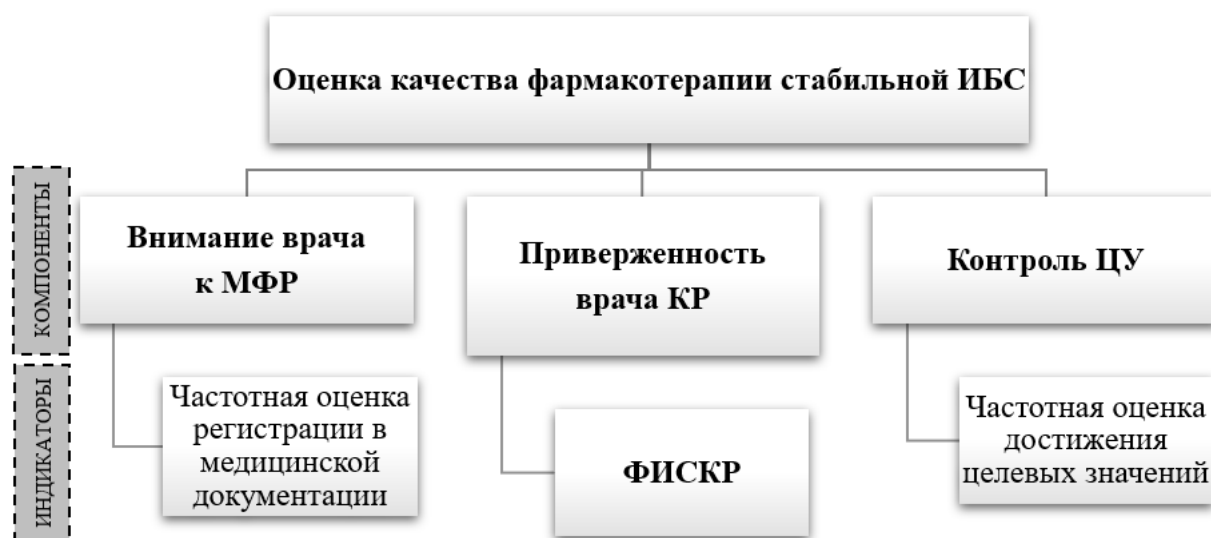 Оценка качества фармакотерапии стабильной ИБС
КОМПОНЕНТЫ
Внимание врача
к МФР
Приверженность
врача КР
Контроль ЦУ
ИНДИКАТОРЫ
Частотная оценка
регистрации в
медицинской
документации
ФИСКР
Частотная оценка
достижения
целевых значений